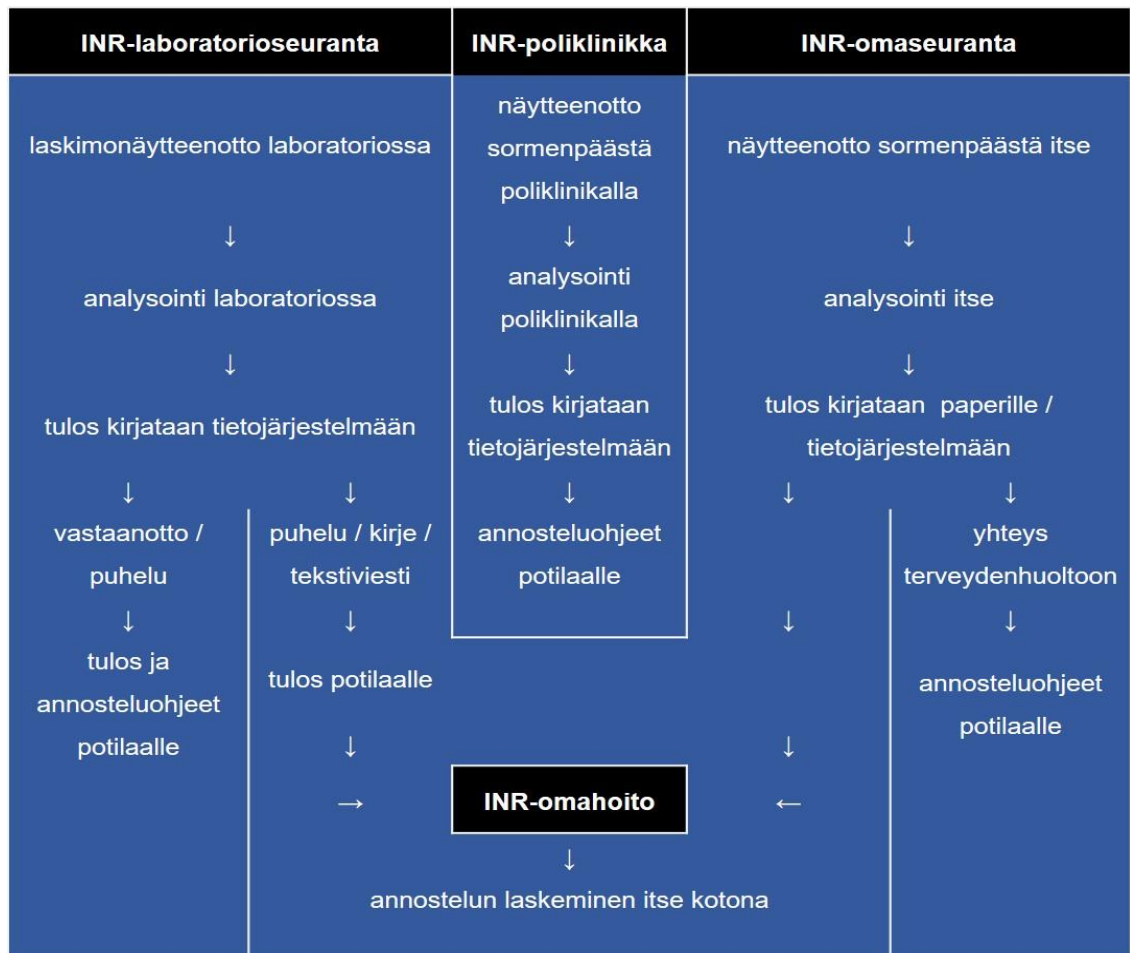 INR-laboratorioseuranta
INR-poliklinikka
INR-omaseuranta
laskimonäytteenotto laboratoriossa
↓
analysointi laboratoriossa
↓
tulos kirjataan tietojärjestelmään
↓
↓
vastaanotto /
puhelu
↓
tulos ja
annosteluohjeet
potilaalle
puhelu / kirje /
tekstiviesti
↓
tulos potilaalle
↓
→
näytteenotto
sormenpäästä
poliklinikalla
↓
analysointi
poliklinikalla
↓
tulos kirjataan
tietojärjestelmään
↓
annosteluohjeet
potilaalle
näytteenotto sormenpäästä itse
↓
analysointi itse
↓
tulos kirjataan  paperille /
tietojärjestelmään
↓
↓
↓
↓
←
yhteys
terveydenhuoltoon
↓
annosteluohjeet
potilaalle
INR-omahoito
↓
annostelun laskeminen itse kotona